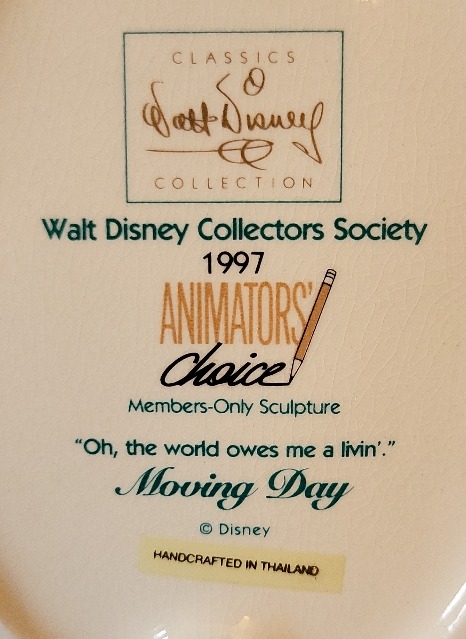 CLASSICS
Walt Disney
COLLECTION
Walt Disney Collectors Society
1997
ANIMATORS'
Choice
Members-Only Sculpture
"Oh, the world owes me a livin'."
Moving Day
© Disney
HANDCRAFTED IN THAILAND